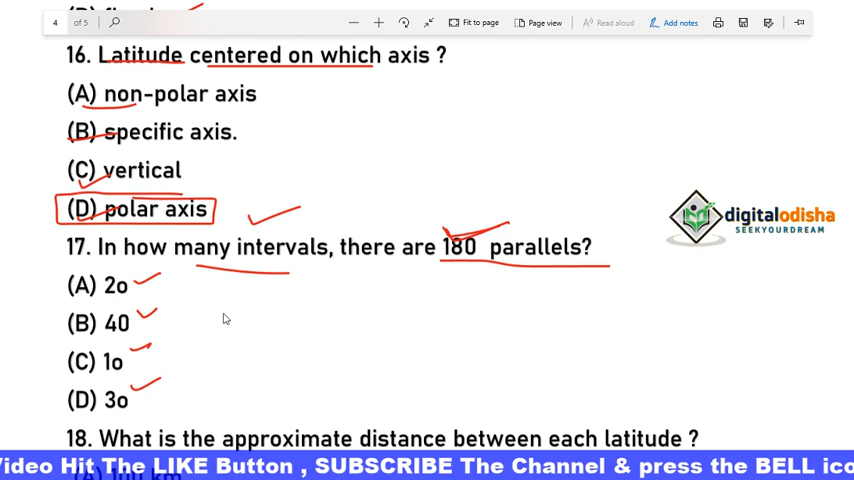 4 of 5 Fit to page Page view Read aloud Add notes
16. Latitude centered on which axis ?
(A) non-polar axis
(B) specific axis.
(C) vertical
(D) polar axis
digitalodisha
SEEKYOURDREAM
17. In how many intervals, there are 180 parallels?
(A) 2o
(B) 40
(C) 1o
(D) 3o
18. What is the approximate distance between each latitude ?
Video Hit The LIKE Button , SUBSCRIBE The Channel & press the BELL ico